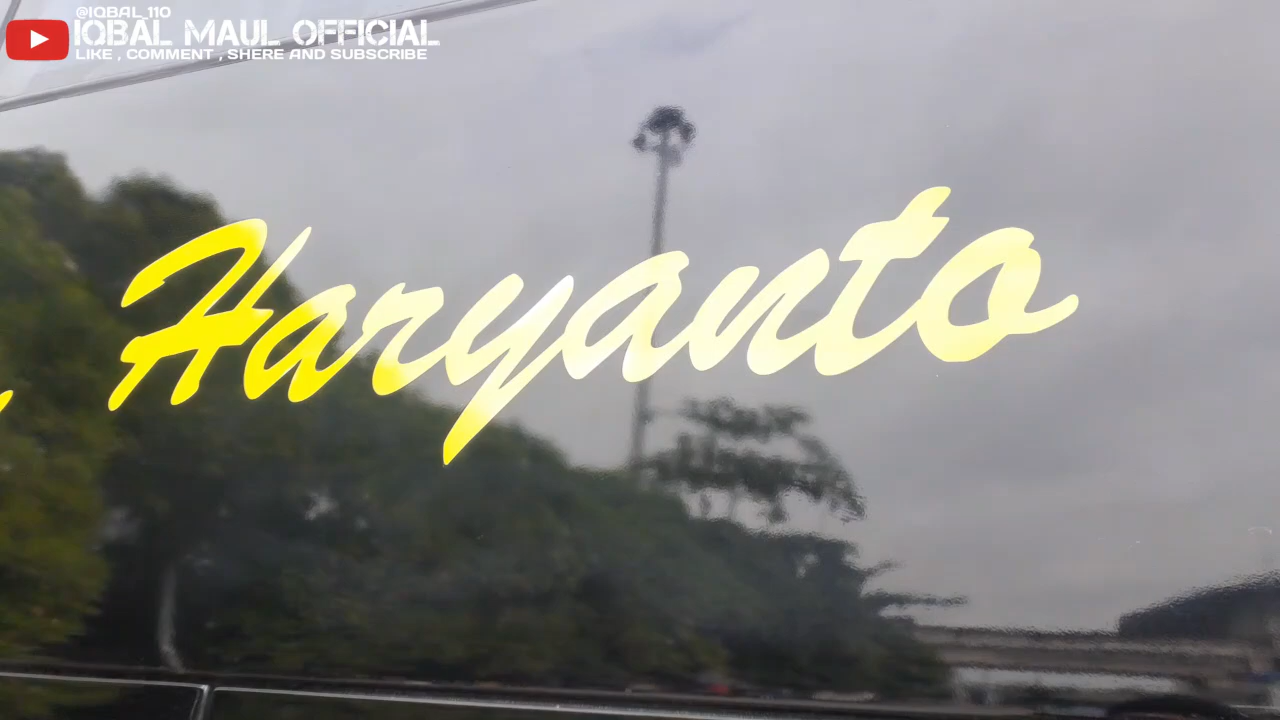 @IQBAL_110
IQBAL MAUL OFFICIAL
LIKE , COMMENT , SHERE AND SUBSCRIBE
Haryanto